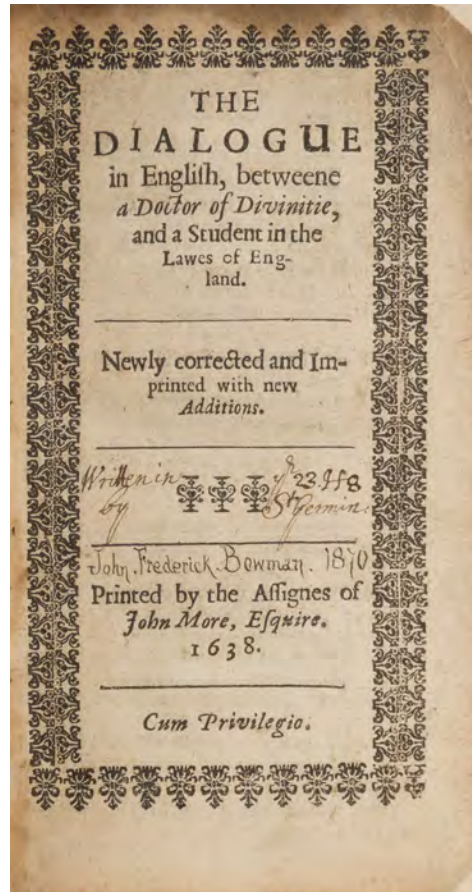 THE
DIALOGUE
in Engliſh, betweene
a Doctor of Divinitie,
and a Student in the
Lawes of Eng-
land.
Newly corrected and Im-
printed with new
Additions.
Written in yͤ 23. H 8
by St Germin.
John. Frederick. Bowman. 1870
Printed by the Aſſignes of
John More, Eſquire.
1638.
Cum Privilegio.